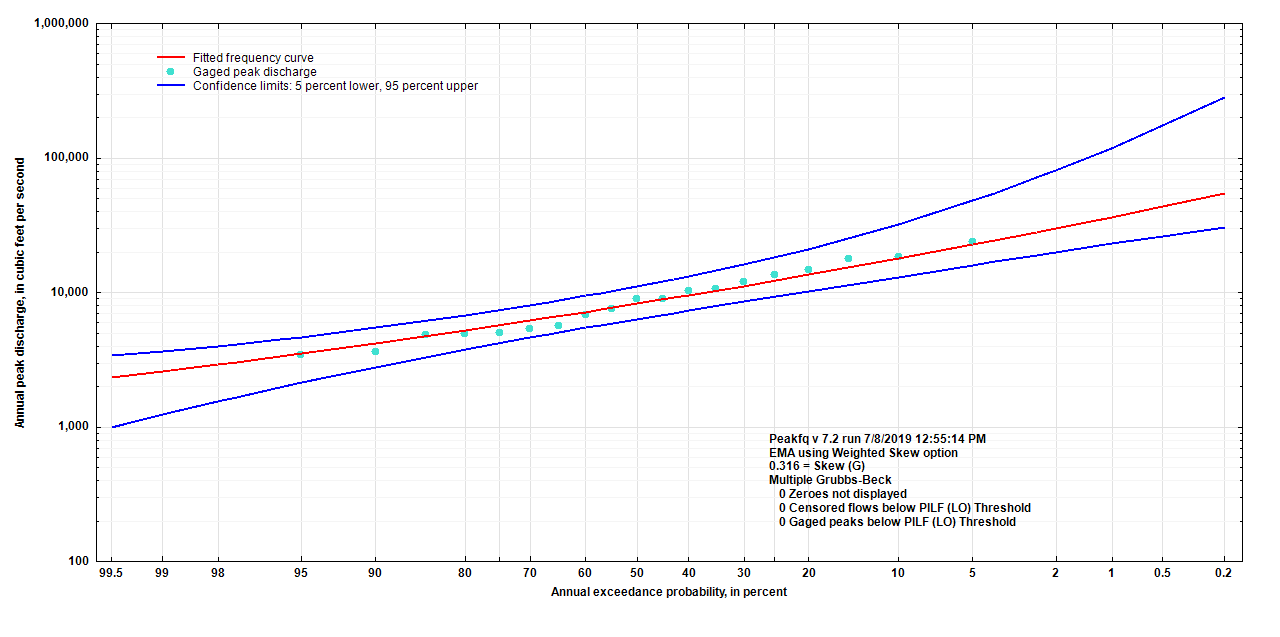 1,000,000
Fitted frequency curve
Gaged peak discharge
Confidence limits: 5 percent lower, 95 percent upper
100,000
Annual peak discharge, in cubic feet per second
10,000
1,000
Peakfq v 7.2 run 7/8/2019 12:55:14 PM
EMA using Weighted Skew option
0.316 = Skew (G)
Multiple Grubbs-Beck
0 Zeroes not displayed
0 Censored flows below PILF (LO) Threshold
0 Gaged peaks below PILF (LO) Threshold
100
99.5 99 98 95 90 80 70 60 50 40 30 20 10 5 2 1 0.5 0.2
Annual exceedance probability, in percent